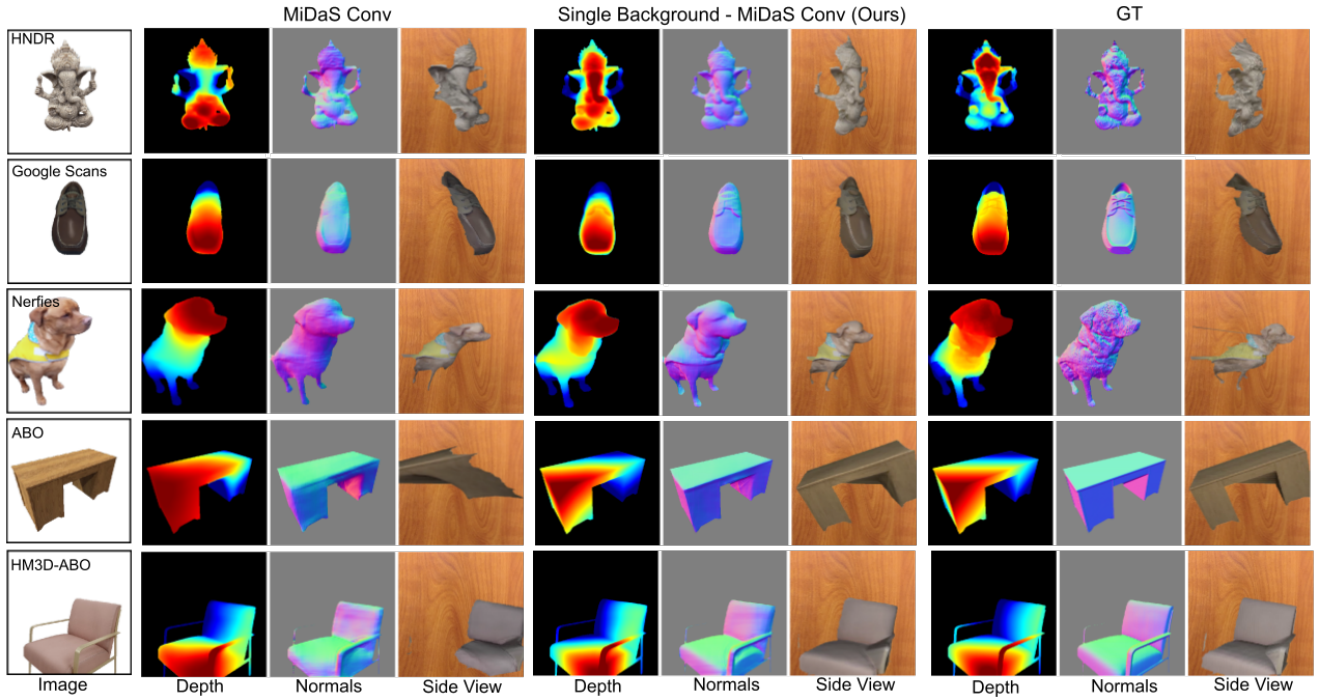 MiDaS Conv
Single Background - MiDaS Conv (Ours)
GT
HNDR
Google Scans
Nerfies
ABO
HM3D-ABO
Image
Depth
Normals
Side View
Depth
Normals
Side View
Depth
Normals
Side View